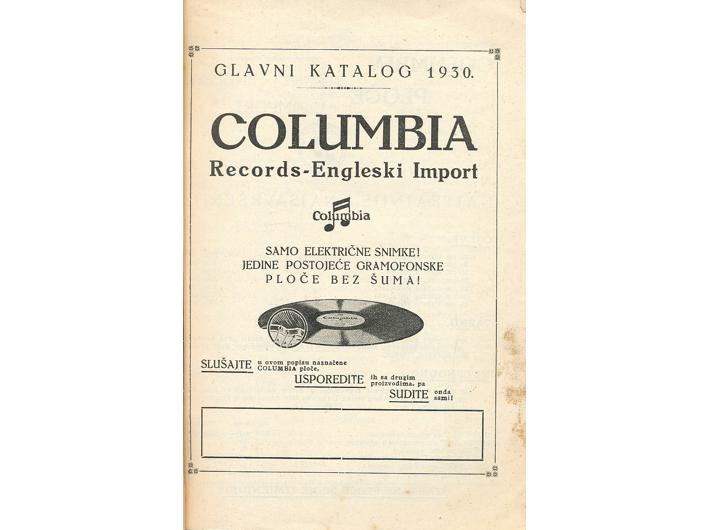 GLAVNI KATALOG 1930.
COLUMBIA
Records-Engleski Import
Columbia
SAMO ELEKTRIČNE SNIMKE!
JEDINE POSTOJEĆE GRAMOFONSKE
PLOČE BEZ ŠUMA!
Columbia
SLUŠAJTE u ovom popisu naznačene
COLUMBIA ploče,
USPOREDITE ih sa drugim
proizvodima, pa
SUDITE onda
sami!